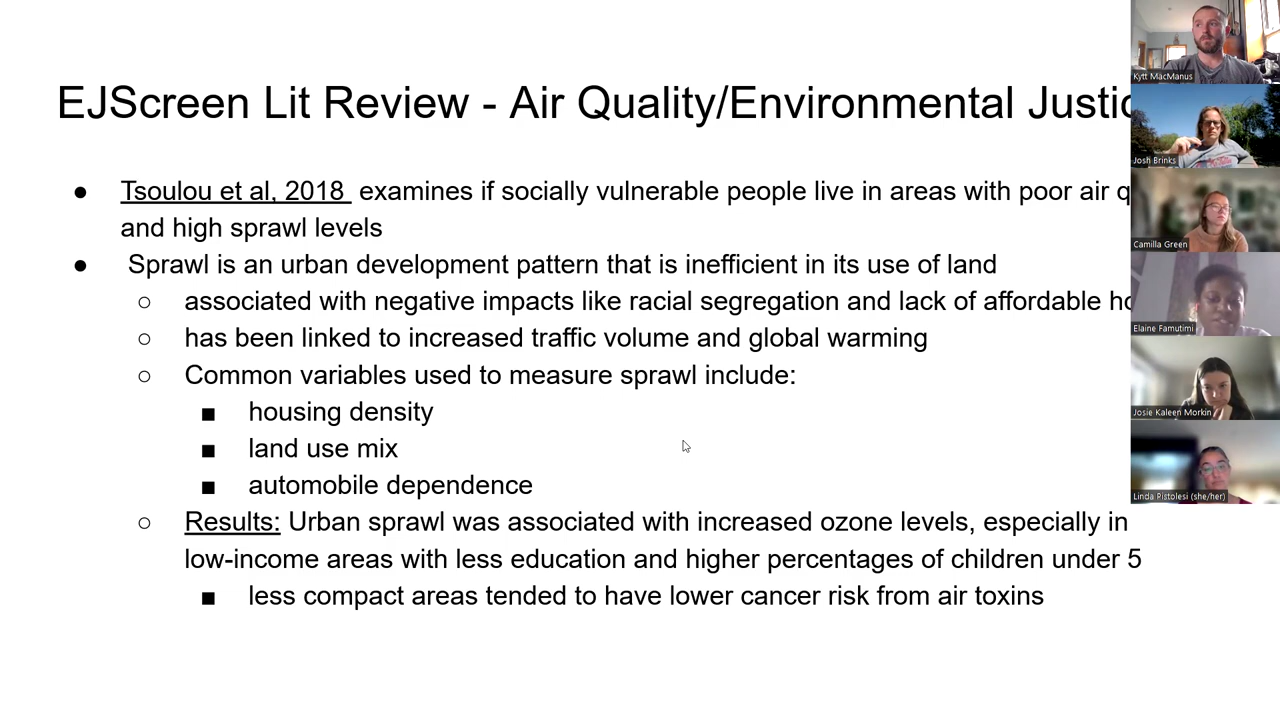 EJScreen Lit Review - Air Quality/Environmental Justic
● Tsoulou et al, 2018 examines if socially vulnerable people live in areas with poor air q
and high sprawl levels
● Sprawl is an urban development pattern that is inefficient in its use of land
○ associated with negative impacts like racial segregation and lack of affordable ho
○ has been linked to increased traffic volume and global warming
○ Common variables used to measure sprawl include:
■ housing density
■ land use mix
■ automobile dependence
○ Results: Urban sprawl was associated with increased ozone levels, especially in
low-income areas with less education and higher percentages of children under 5
■ less compact areas tended to have lower cancer risk from air toxins
Kytt MacManus
Josh Brinks
Camilla Green
Elaine Famutimi
Josie Kaleen Morkin
Linda Pistolesi (she/her)